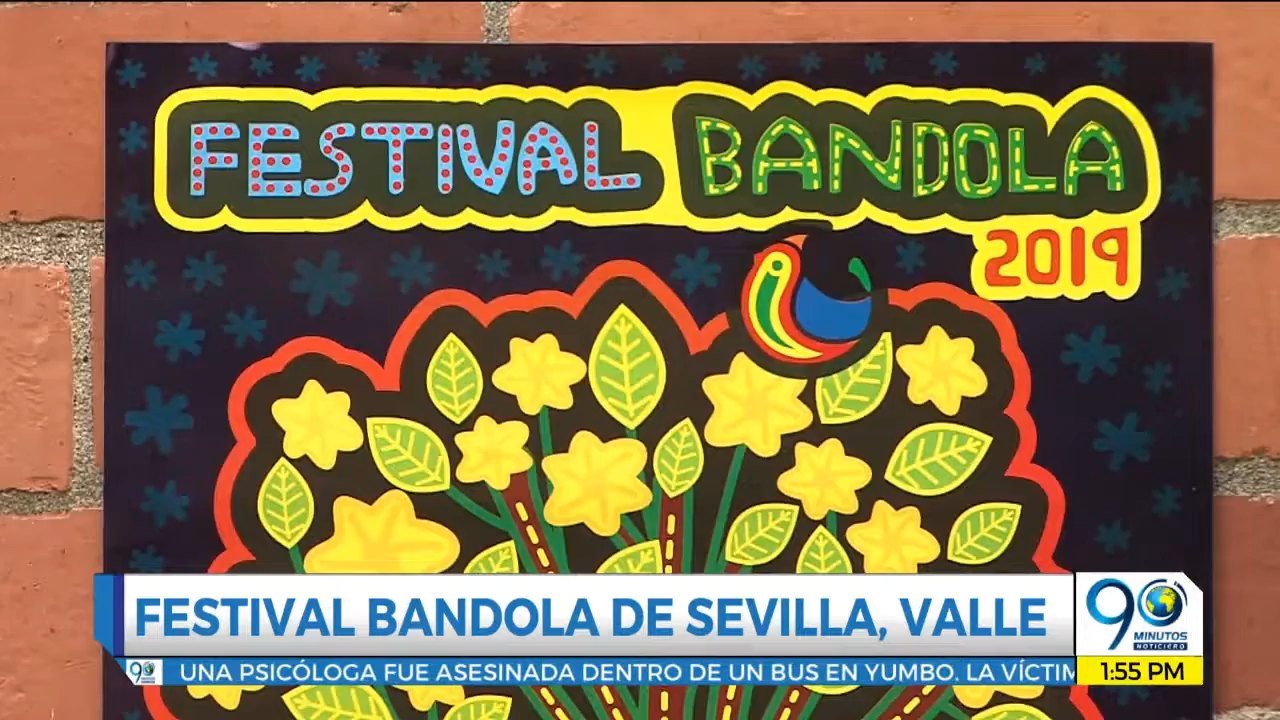 FESTIVAL BANDOLA
2019
FESTIVAL BANDOLA DE SEVILLA, VALLE
90
MINUTOS
NOTICIERO
90 UNA PSICÓLOGA FUE ASESINADA DENTRO DE UN BUS EN YUMBO. LA VÍCTIM
1:55 PM